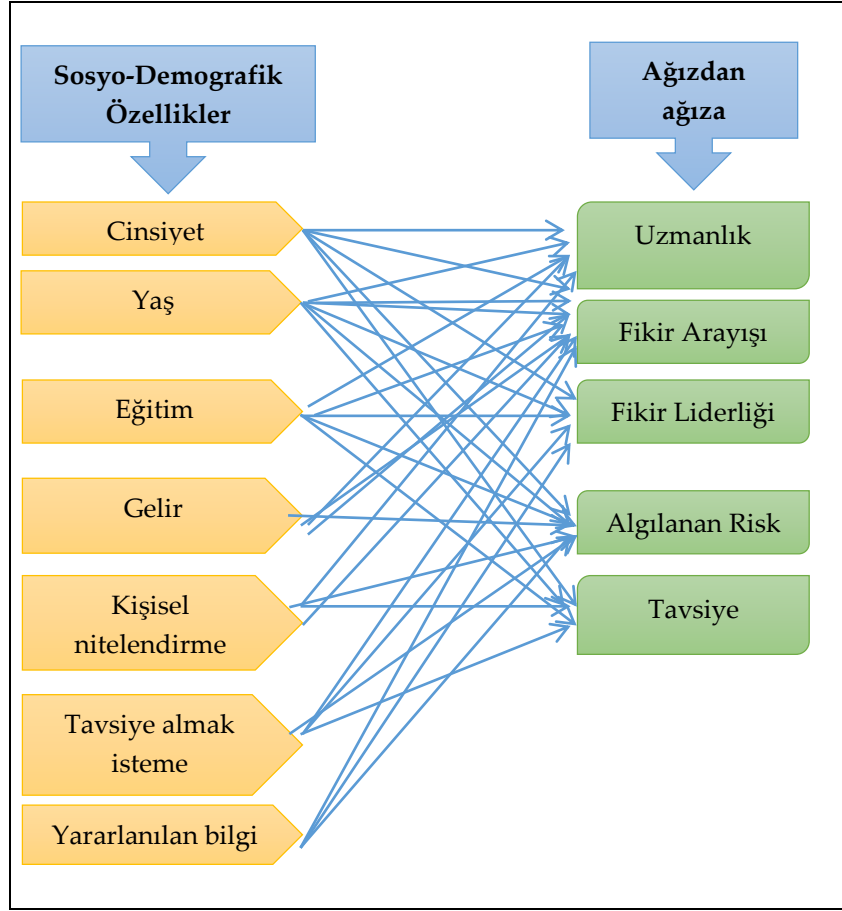 Sosyo-Demografik
Özellikler
Ağızdan
ağıza
Cinsiyet
Yaş
Eğitim
Gelir
Kişisel
nitelendirme
Tavsiye almak
isteme
Yararlanılan bilgi
Uzmanlık
Fikir Arayışı
Fikir Liderliği
Algılanan Risk
Tavsiye